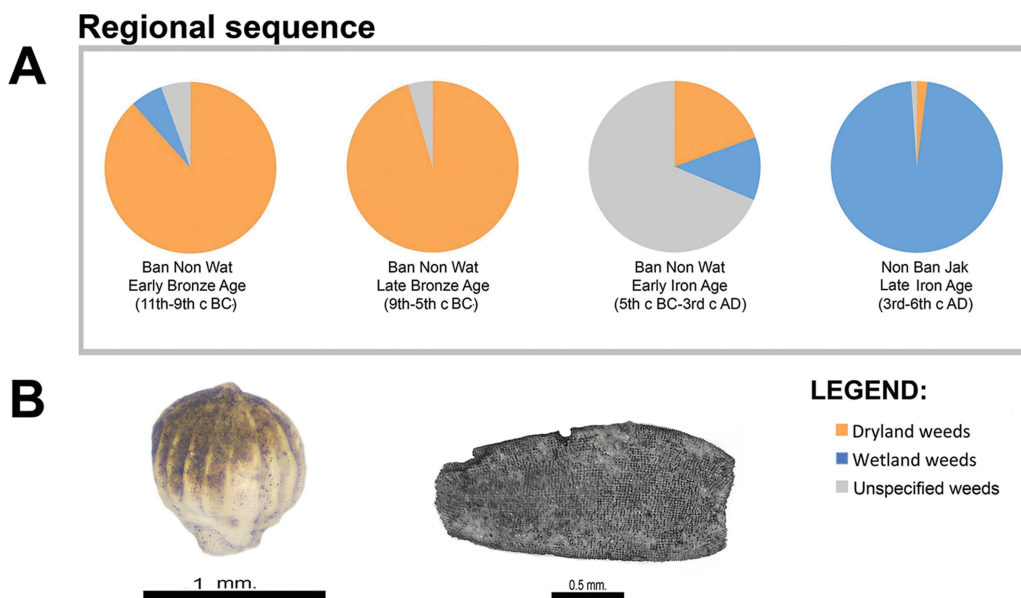 Regional sequence
A
Ban Non Wat
Early Bronze Age
(11th-9th c BC)
Ban Non Wat
Late Bronze Age
(9th-5th c BC)
Ban Non Wat
Early Iron Age
(5th c BC-3rd c AD)
Non Ban Jak
Late Iron Age
(3rd-6th c AD)
B
1 mm.
0.5 mm.
LEGEND:
Dryland weeds
Wetland weeds
Unspecified weeds